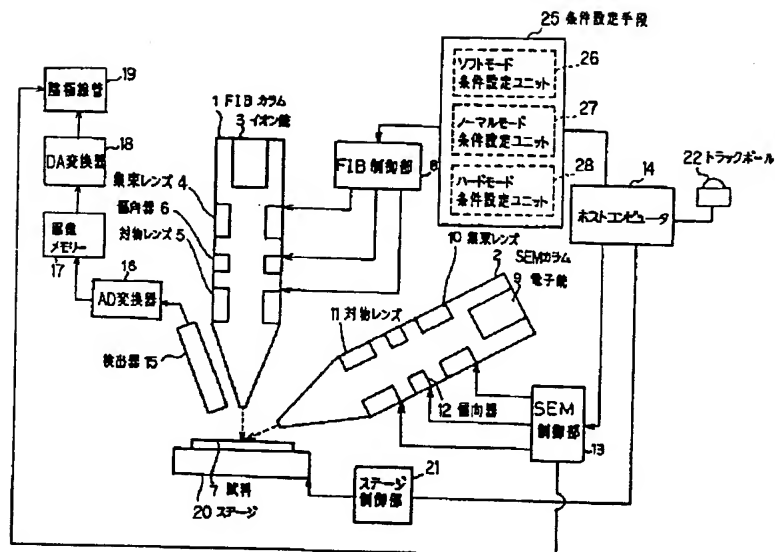 25 条件設定手段
ソフトモード
条件設定ユニット
26
ノーマルモード
条件設定ユニット
27
ハードモード
条件設定ユニット
28
19
陰極線管
18
DA変換器
画像
メモリー
17
16
AD変換器
検出器 15
1 FIB カラム
3 イオン銃
集束レンズ 4
偏向器 6
対物レンズ 5
FIB 制御部
8
14
ホストコンピュータ
22 トラックボール
10 集束レンズ
2
SEMカラム
9 電子銃
11 対物レンズ
12 偏向器
SEM
制御部
13
7 試料
20 ステージ
21
ステージ
制御部